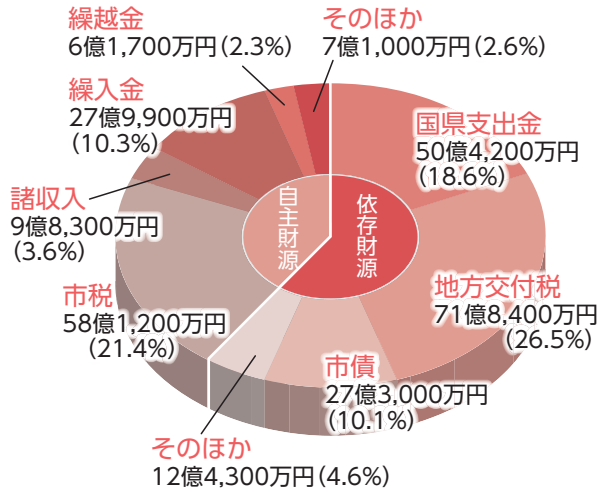 繰越金
6億1,700万円(2.3%)
そのほか
7億1,000万円(2.6%)
繰入金
27億9,900万円
(10.3%)
国県支出金
50億4,200万円
(18.6%)
諸収入
9億8,300万円
(3.6%)
自主財源
依存財源
市税
58億1,200万円
(21.4%)
地方交付税
71億8,400万円
(26.5%)
市債
27億3,000万円
(10.1%)
そのほか
12億4,300万円(4.6%)